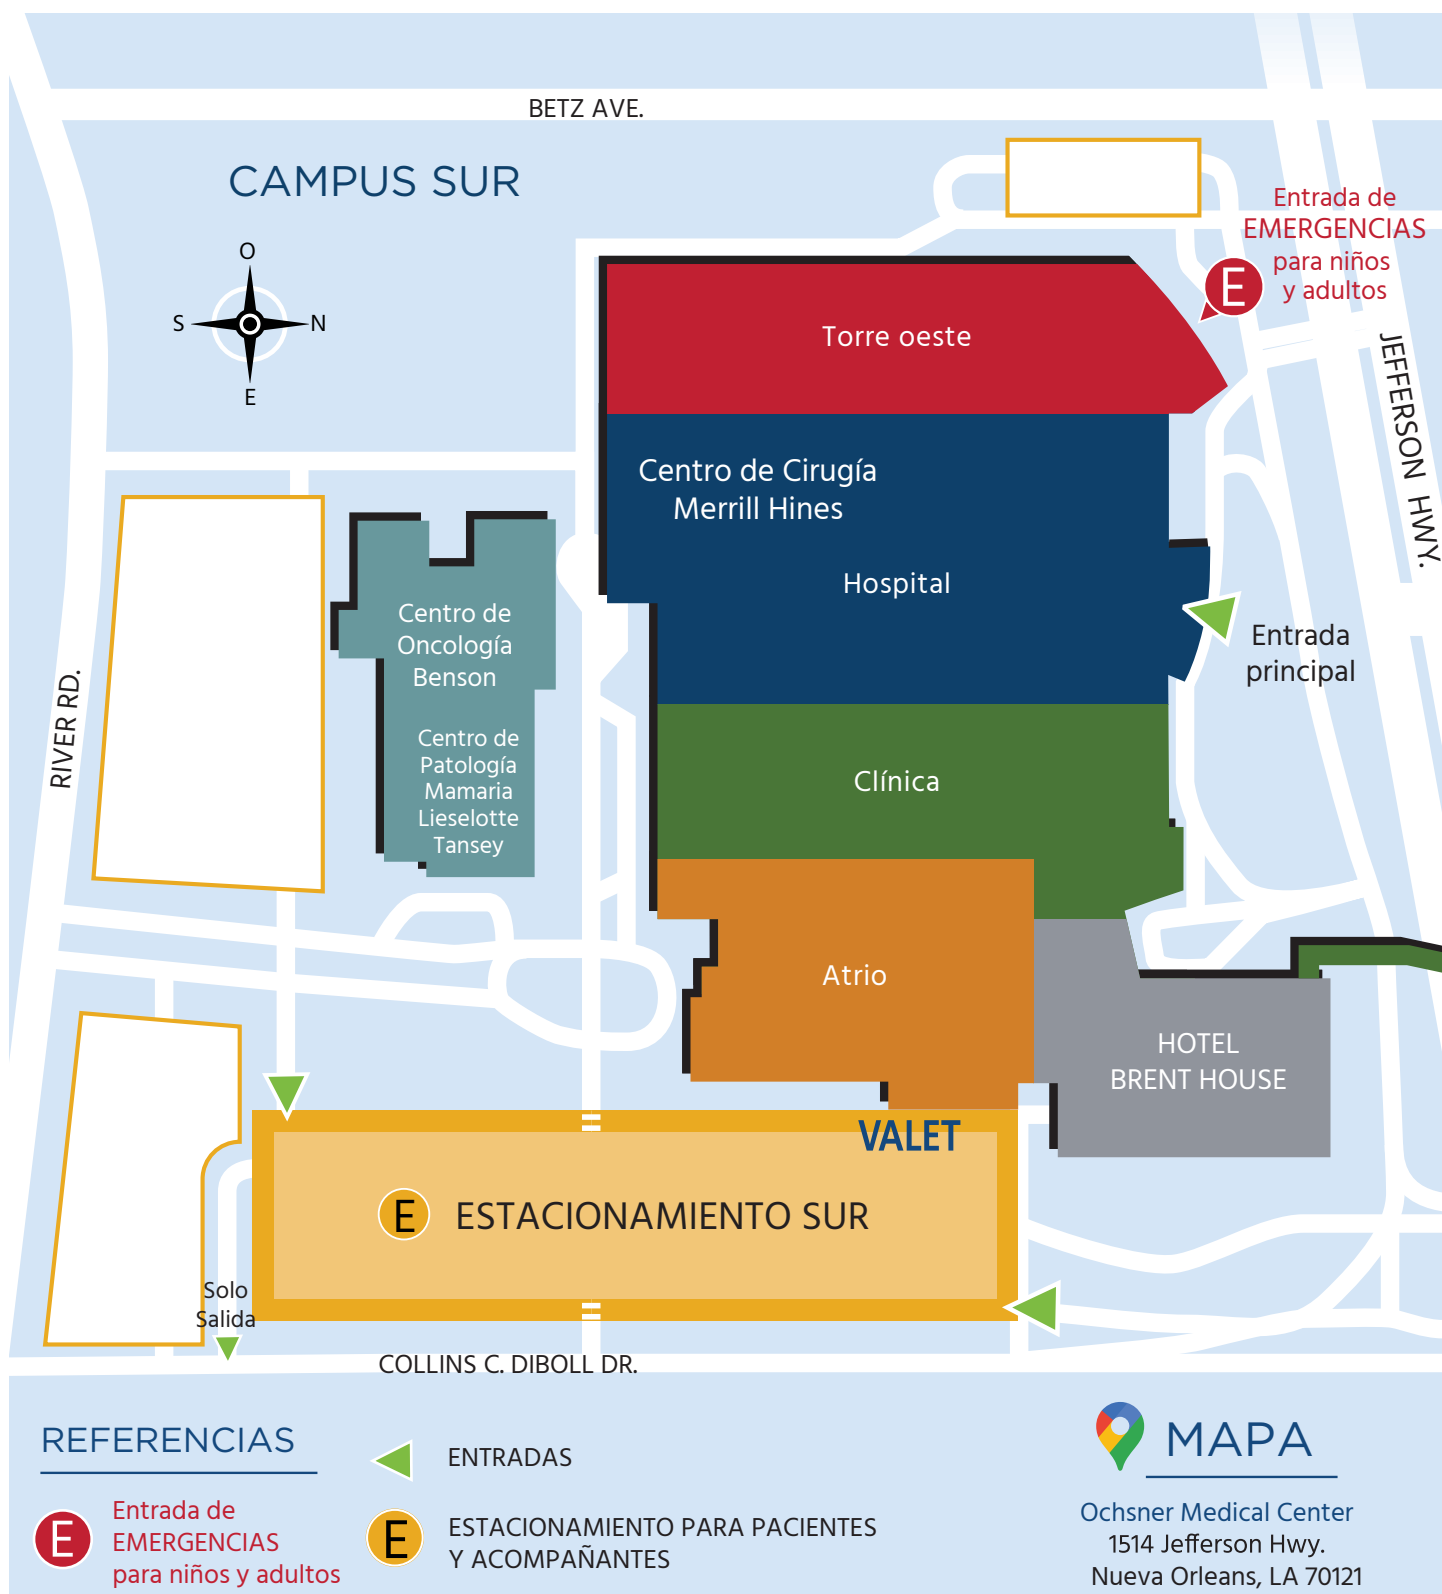 BETZ AVE.
CAMPUS SUR
O
S
N
E
Entrada de
EMERGENCIAS
para niños
y adultos
E
Torre oeste
JEFFERSON HWY.
Centro de Cirugía
Merrill Hines
Hospital
Entrada
principal
Centro de
Oncología
Benson
Centro de
Patología
Mamaria
Lieselotte
Tansey
RIVER RD.
Clínica
Atrio
HOTEL
BRENT HOUSE
VALET
E ESTACIONAMIENTO SUR
Solo
Salida
COLLINS C. DIBOLL DR.
REFERENCIAS
E
Entrada de
EMERGENCIAS
para niños y adultos
ENTRADAS
E
ESTACIONAMIENTO PARA PACIENTES
Y ACOMPAÑANTES
MAPA
Ochsner Medical Center
1514 Jefferson Hwy.
Nueva Orleans, LA 70121